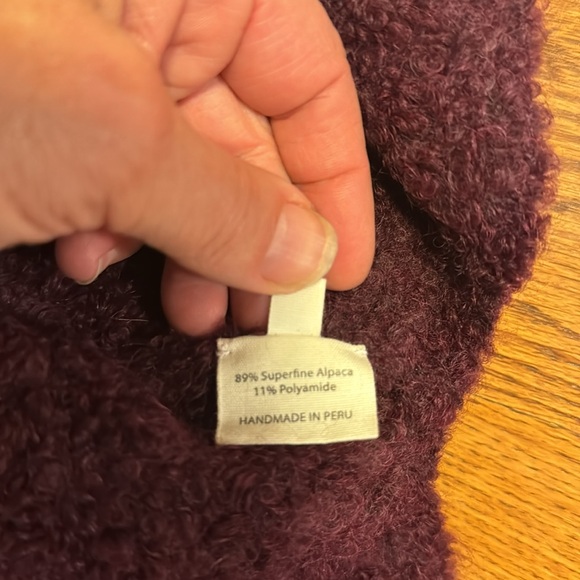 89% Superfine Alpaca
11% Polyamide
HANDMADE IN PERU